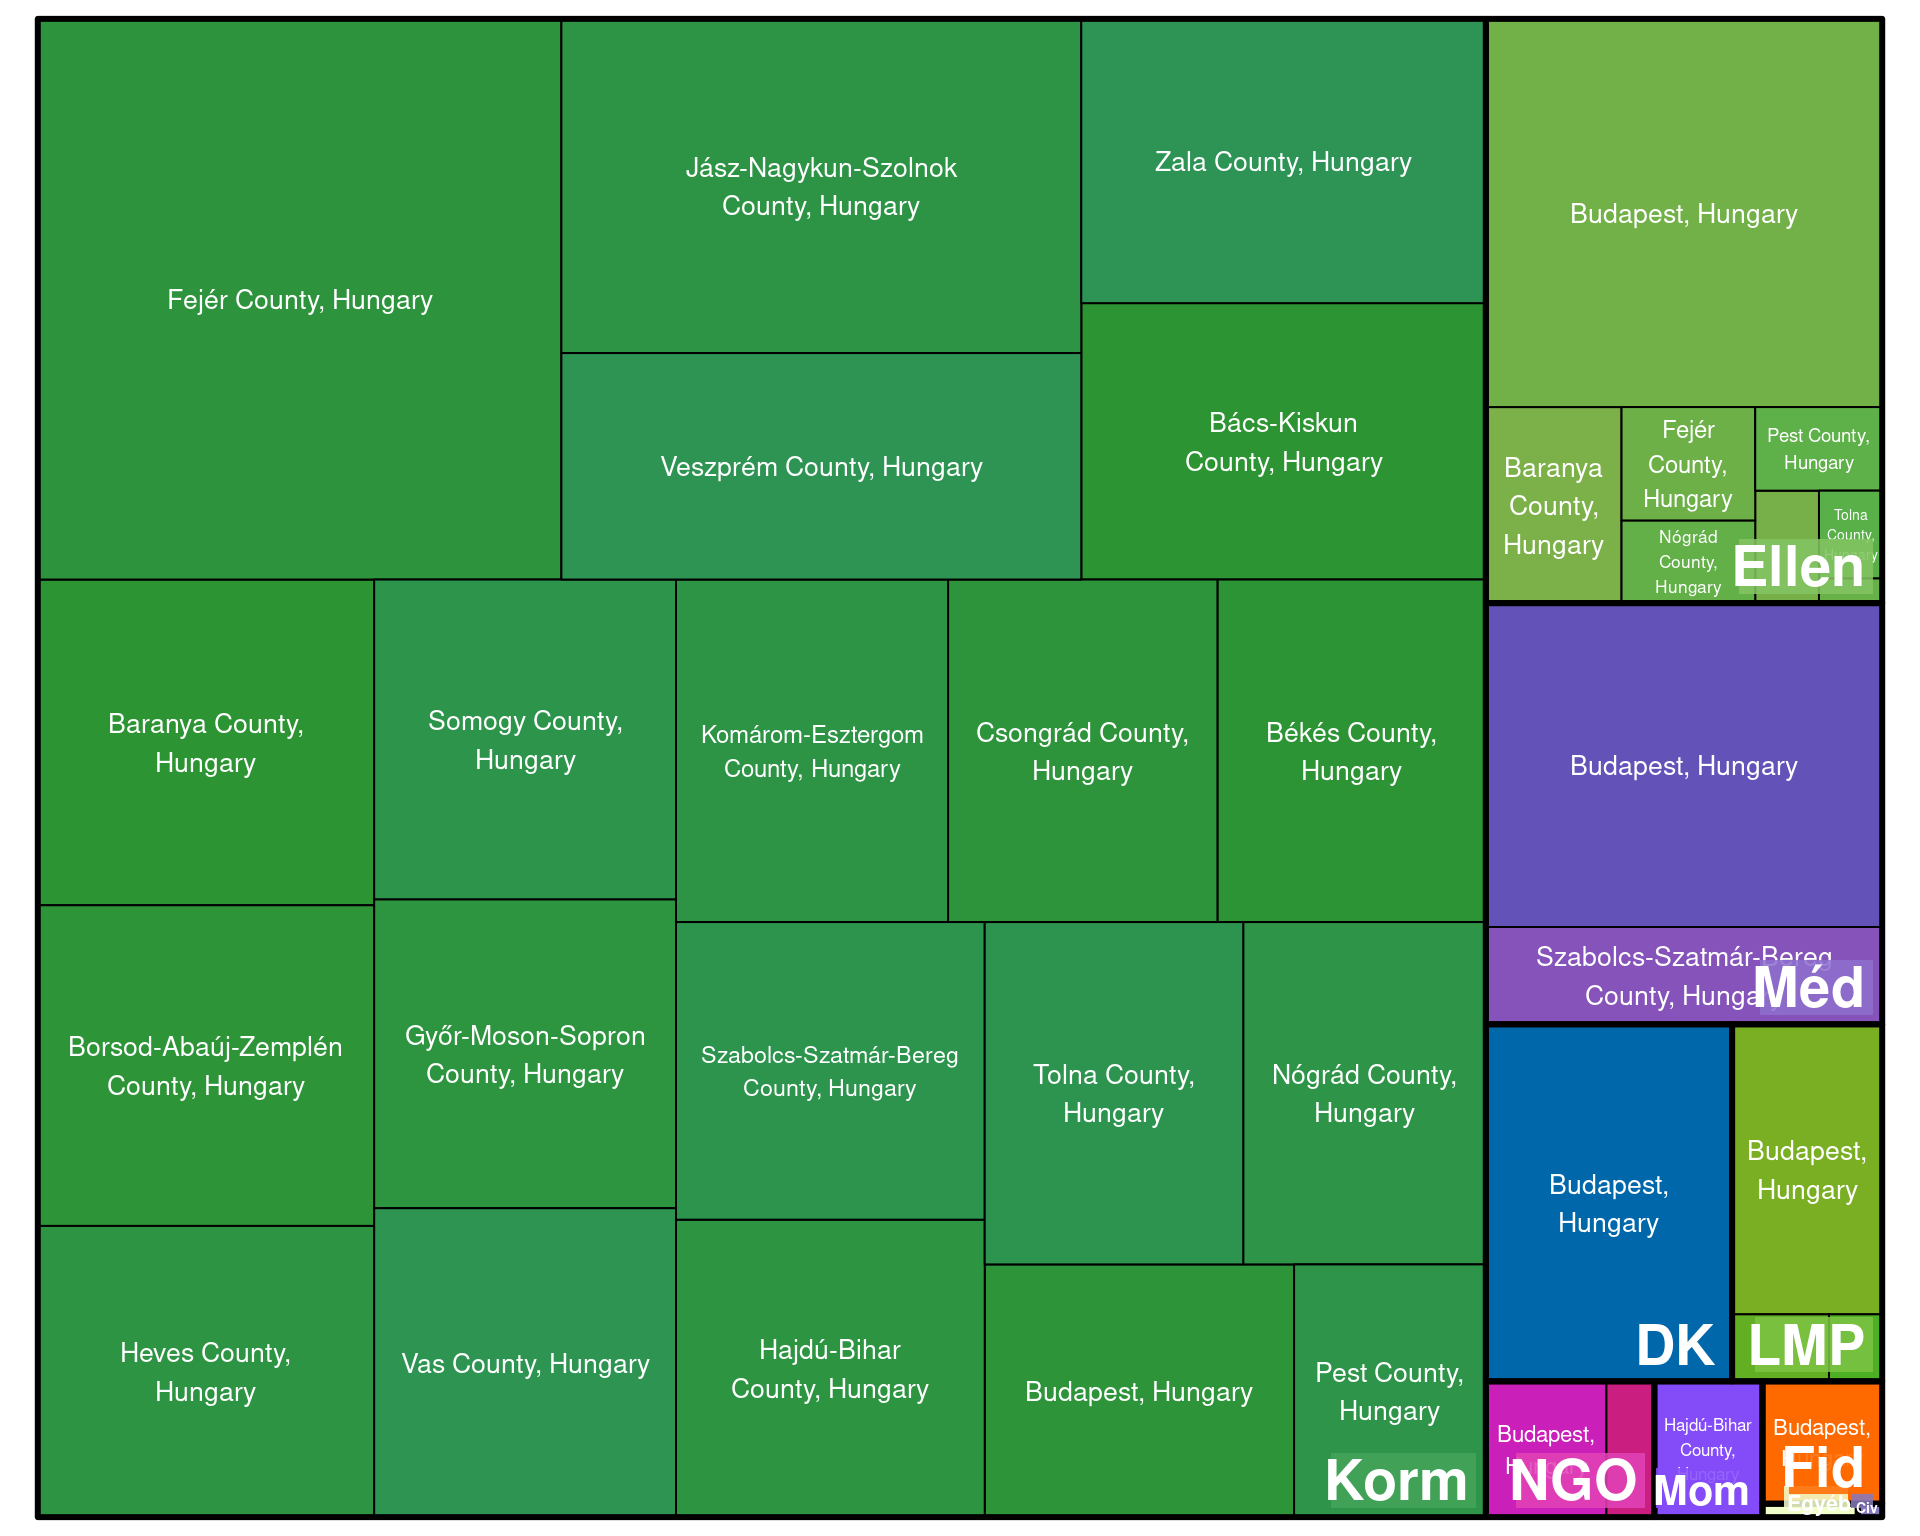 Fejér County, Hungary
Jász-Nagykun-Szolnok
County, Hungary
Zala County, Hungary
Veszprém County, Hungary
Bács-Kiskun
County, Hungary
Baranya County,
Hungary
Somogy County,
Hungary
Komárom-Esztergom
County, Hungary
Csongrád County,
Hungary
Békés County,
Hungary
Borsod-Abaúj-Zemplén
County, Hungary
Győr-Moson-Sopron
County, Hungary
Szabolcs-Szatmár-Bereg
County, Hungary
Tolna County,
Hungary
Nógrád County,
Hungary
Heves County,
Hungary
Vas County, Hungary
Hajdú-Bihar
County, Hungary
Budapest, Hungary
Pest County,
Hungary
Korm
Budapest, Hungary
Baranya
County,
Hungary
Fejér
County,
Hungary
Pest County,
Hungary
Nógrád
County,
Hungary
Tolna
County,
Hungary
Ellen
Budapest, Hungary
Szabolcs-Szatmár-Bereg
County, Hungary
Méd
Budapest,
Hungary
DK
Budapest,
Hungary
LMP
Budapest,
Hungary
NGO
Hajdú-Bihar
County,
Hungary
Mom
Budapest,
Fid
Egyéb
Civ